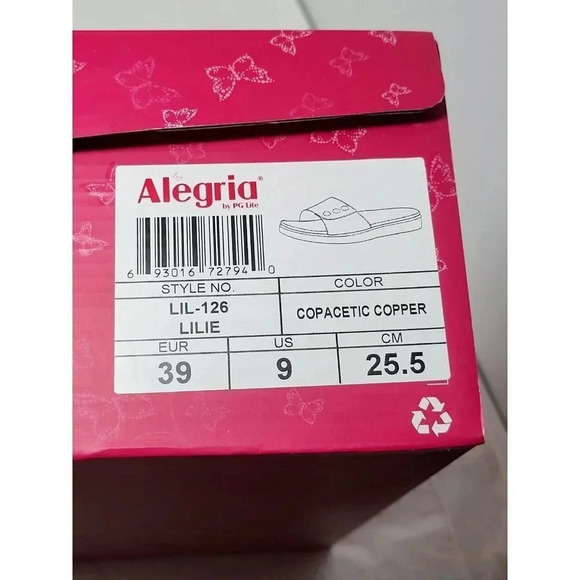 Alegria®
by PG Lite
6 93016 72794 0
STYLE NO.
COLOR
LIL-126
LILIE
COPACETIC COPPER
EUR
US
CM
39
9
25.5